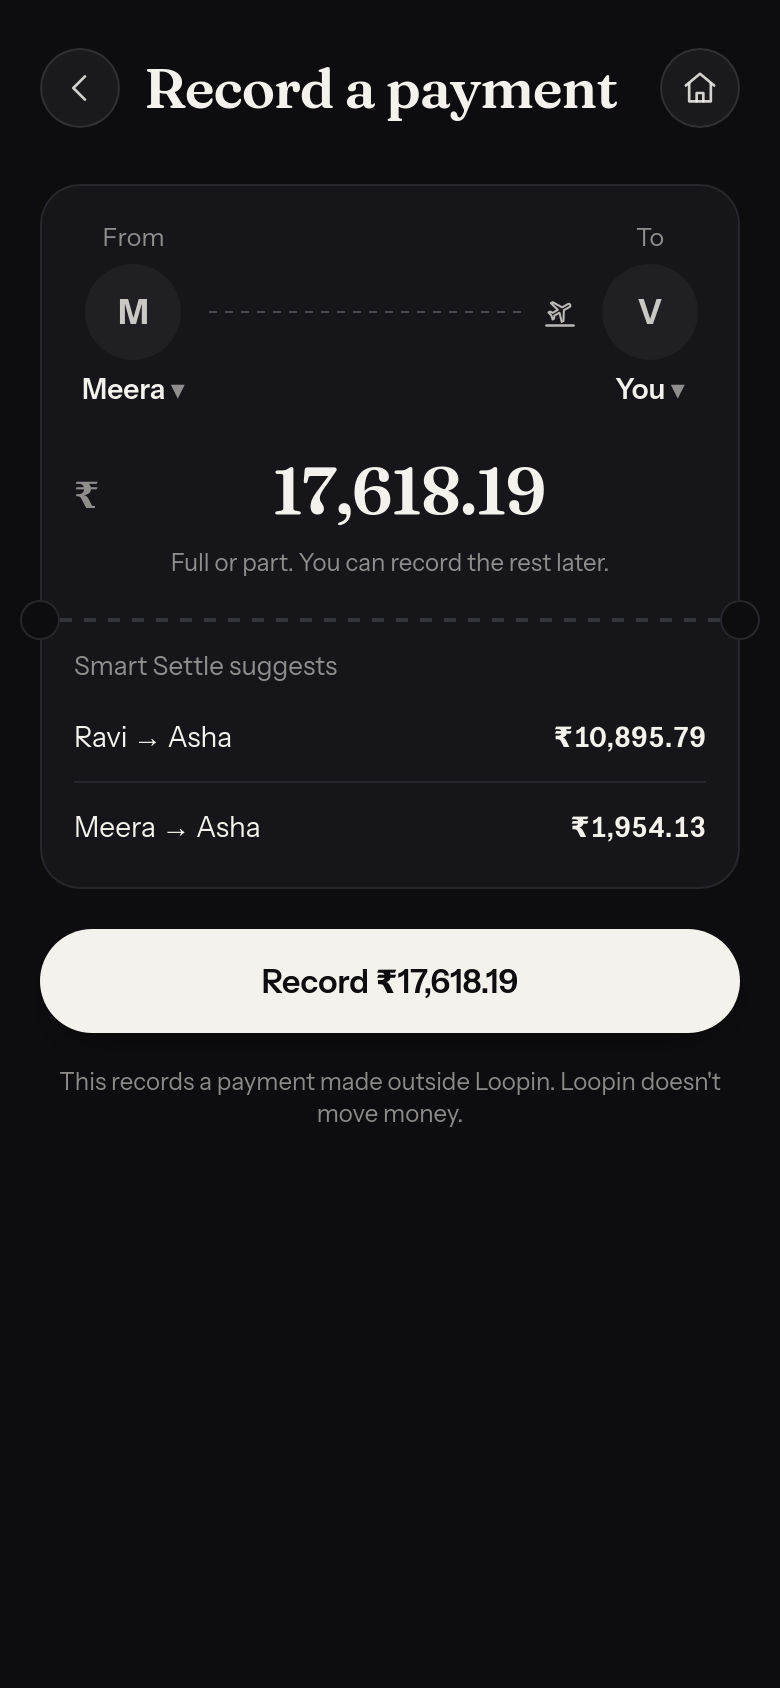 Record a payment
From
To
M
V
Meera ▾
You ▾
₹ 17,618.19
Full or part. You can record the rest later.
Smart Settle suggests
Ravi → Asha ₹10,895.79
Meera → Asha ₹1,954.13
Record ₹17,618.19
This records a payment made outside Loopin. Loopin doesn't
move money.